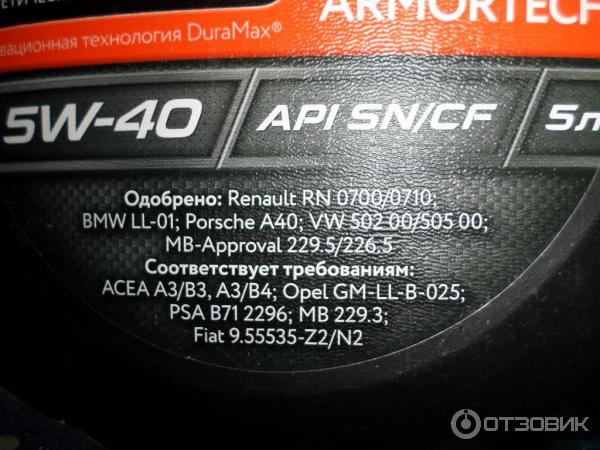 ARMORTECH
вационная технология DuraMax®
5W-40 API SN/CF 5л
Одобрено: Renault RN 0700/0710;
BMW LL-01; Porsche A40; VW 502 00/505 00;
MB-Approval 229.5/226.5
Соответствует требованиям:
ACEA A3/B3, A3/B4; Opel GM-LL-B-025;
PSA B71 2296; MB 229.3;
Fiat 9.55535-Z2/N2
ОТЗОВИК